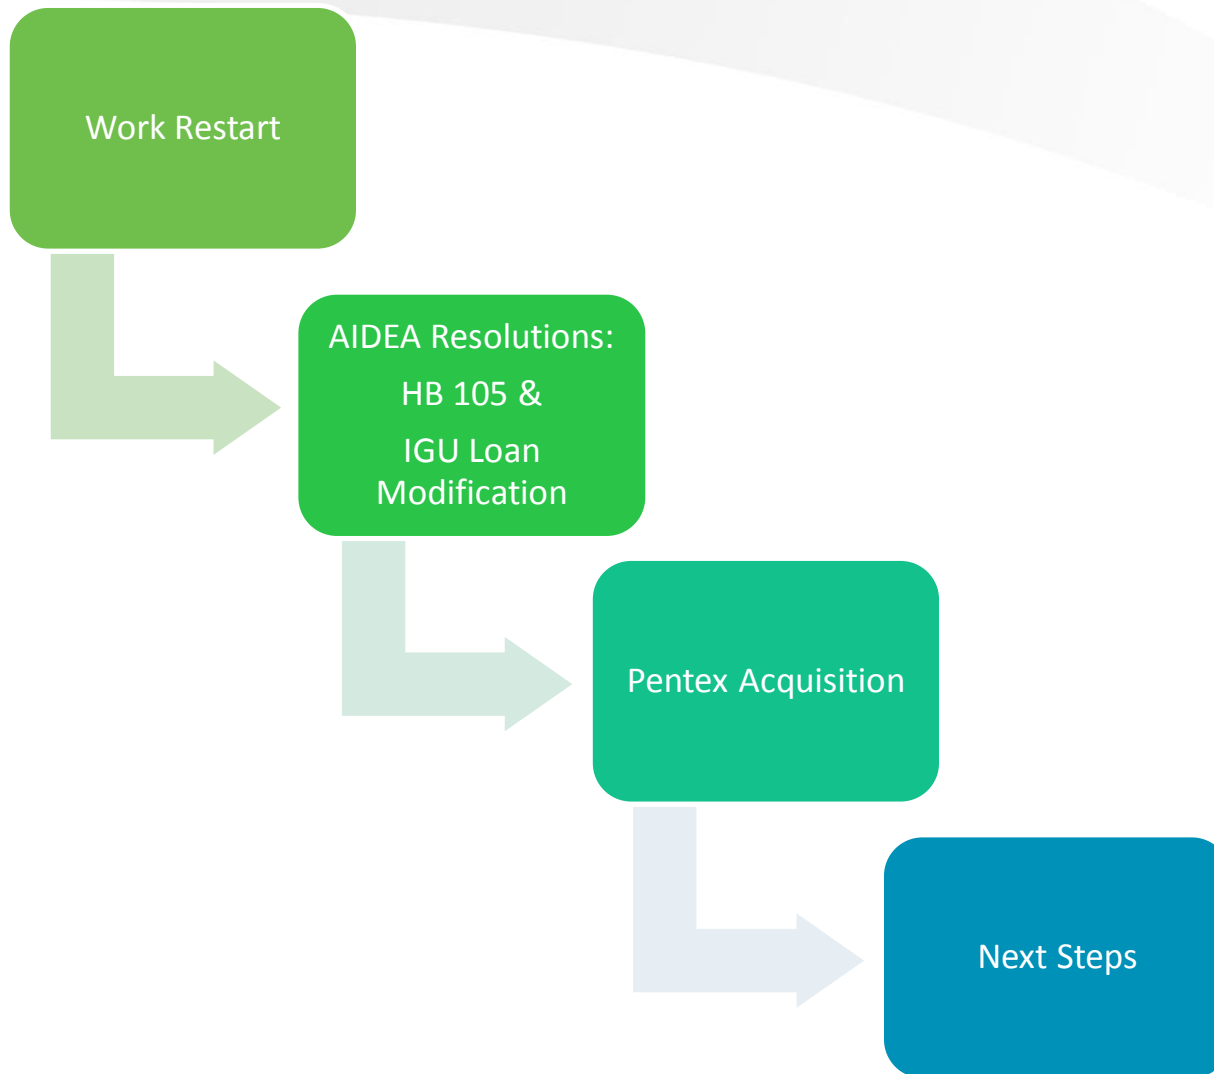 Work Restart
AIDEA Resolutions:
HB 105 &
IGU Loan
Modification
Pentex Acquisition
Next Steps